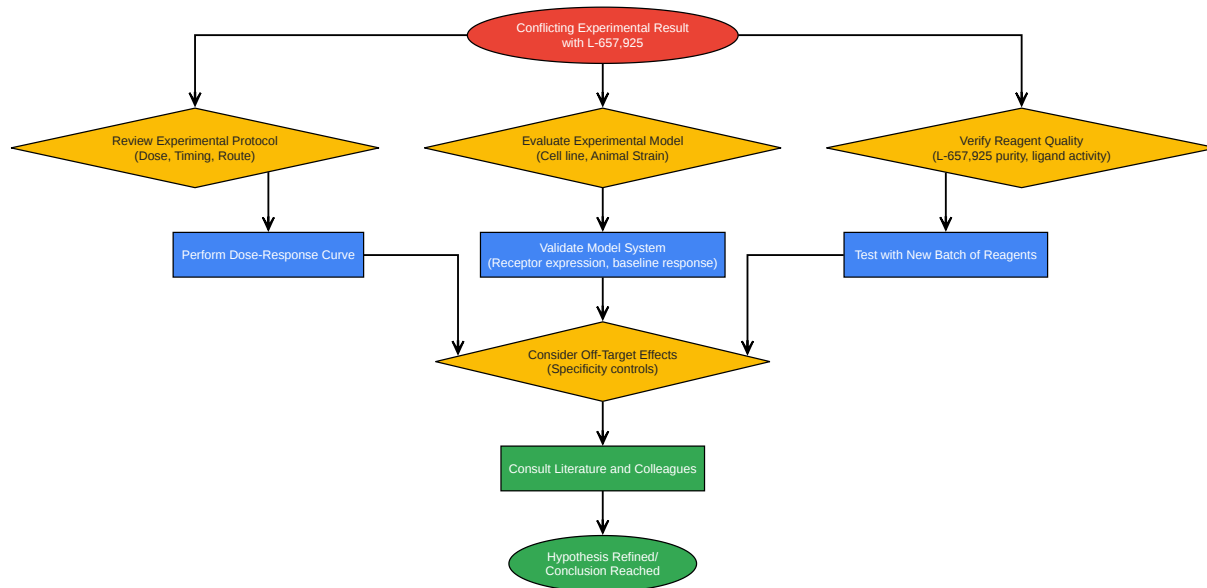 Conflicting Experimental Result
with L-657,925
Review Experimental Protocol
(Dose, Timing, Route)
Evaluate Experimental Model
(Cell line, Animal Strain)
Verify Reagent Quality
(L-657,925 purity, ligand activity)
Perform Dose-Response Curve
Validate Model System
(Receptor expression, baseline response)
Test with New Batch of Reagents
Consider Off-Target Effects
(Specificity controls)
Consult Literature and Colleagues
Hypothesis Refined/
Conclusion Reached